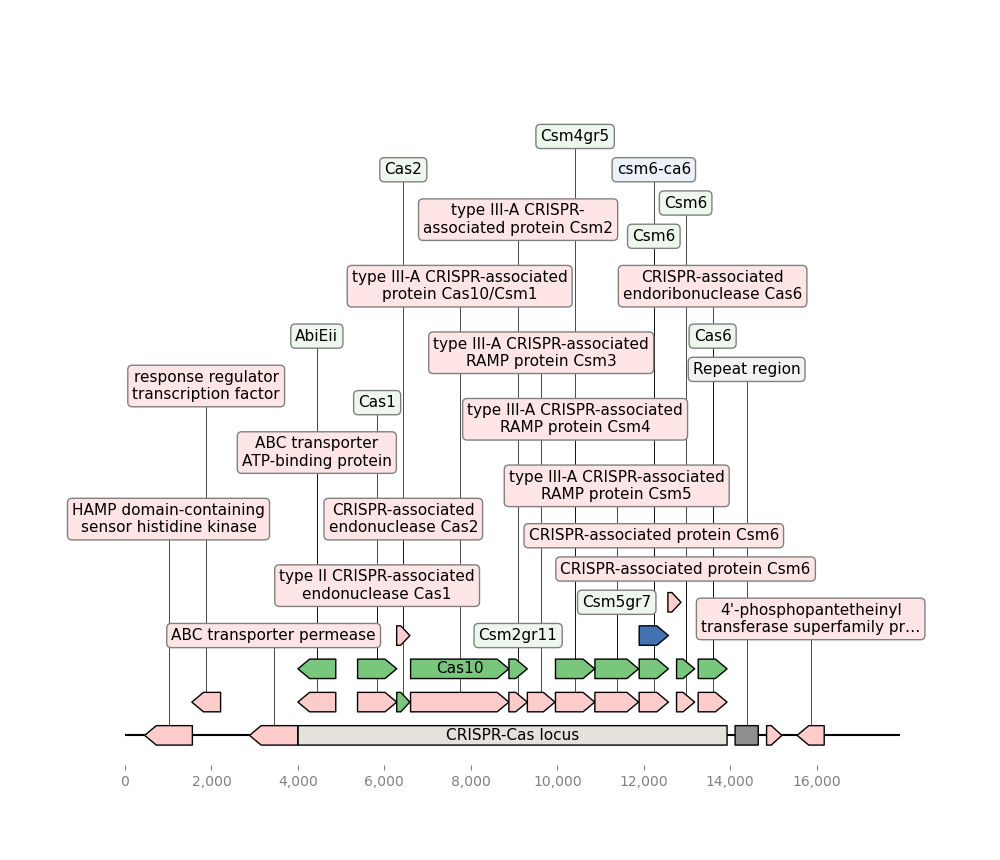 Csm4gr5
Cas2
csm6-ca6
Csm6
type III-A CRISPR-
associated protein Csm2
Csm6
type III-A CRISPR-associated
protein Cas10/Csm1
CRISPR-associated
endoribonuclease Cas6
AbiEii
Cas6
type III-A CRISPR-associated
RAMP protein Csm3
Repeat region
response regulator
transcription factor
Cas1
type III-A CRISPR-associated
RAMP protein Csm4
ABC transporter
ATP-binding protein
type III-A CRISPR-associated
RAMP protein Csm5
HAMP domain-containing
sensor histidine kinase
CRISPR-associated
endonuclease Cas2
CRISPR-associated protein Csm6
CRISPR-associated protein Csm6
type II CRISPR-associated
endonuclease Cas1
Csm5gr7
4'-phosphopantetheinyl
transferase superfamily pr...
ABC transporter permease
Csm2gr11
Cas10
CRISPR-Cas locus
0
2,000
4,000
6,000
8,000
10,000
12,000
14,000
16,000